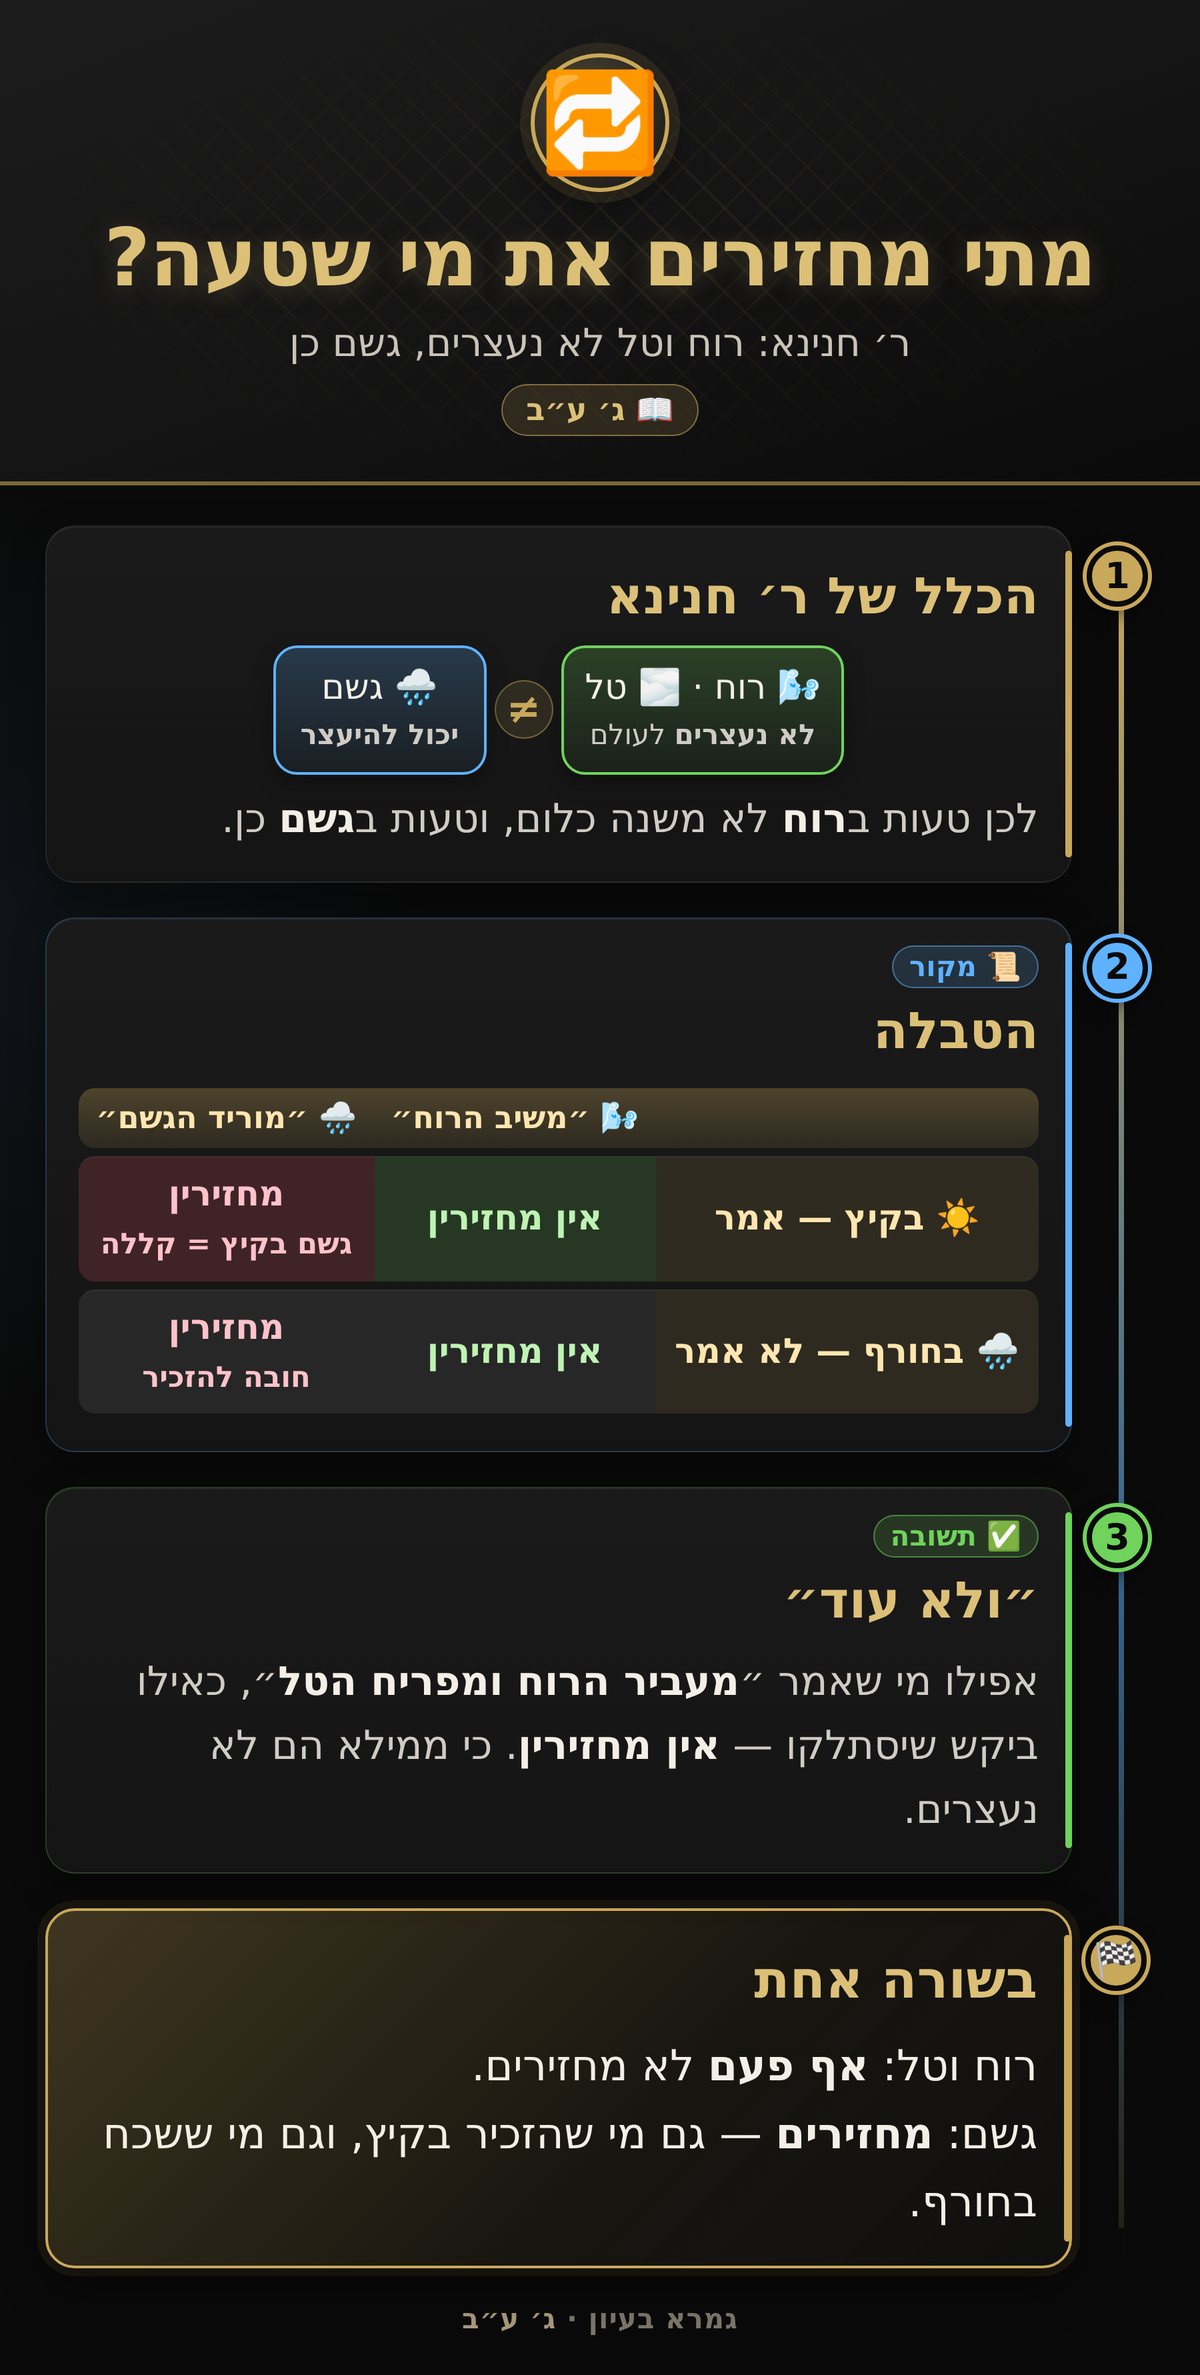 מתי מחזירים את מי שטעה?
ר׳ חנינא: רוח וטל לא נעצרים, גשם כן
ג׳ ע״ב
1
הכלל של ר׳ חנינא
רוח · טל
לא נעצרים לעולם
≠
גשם
יכול להיעצר
לכן טעות ברוח לא משנה כלום, וטעות בגשם כן.
2
מקור
הטבלה
״משיב הרוח״ ״מוריד הגשם״
בקיץ — אמר
אין מחזירין
מחזירין
גשם בקיץ = קללה
בחורף — לא אמר
אין מחזירין
מחזירין
חובה להזכיר
3
תשובה
״ולא עוד״
אפילו מי שאמר ״מעביר הרוח ומפריח הטל״, כאילו
ביקש שיסתלקו — אין מחזירין. כי ממילא הם לא
נעצרים.
בשורה אחת
רוח וטל: אף פעם לא מחזירים.
גשם: מחזירים — גם מי שהזכיר בקיץ, וגם מי ששכח
בחורף.
גמרא בעיון · ג׳ ע״ב